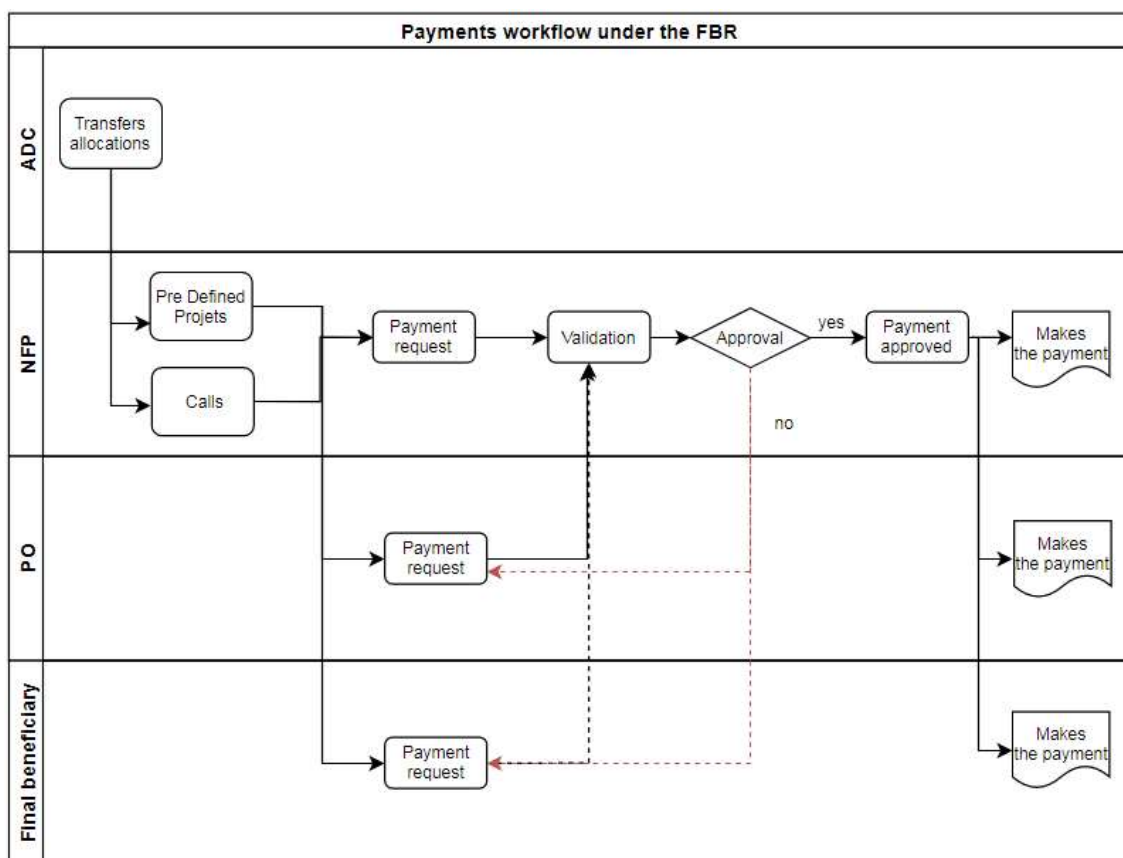 Payments workflow under the FBR
ADC
Transfers
allocations
NFP
Pre Defined
Projets
Calls
Payment
request
Validation
Approval
yes
no
Payment
approved
Makes
the payment
PO
Payment
request
Makes
the payment
Final beneficiary
Payment
request
Makes
the payment